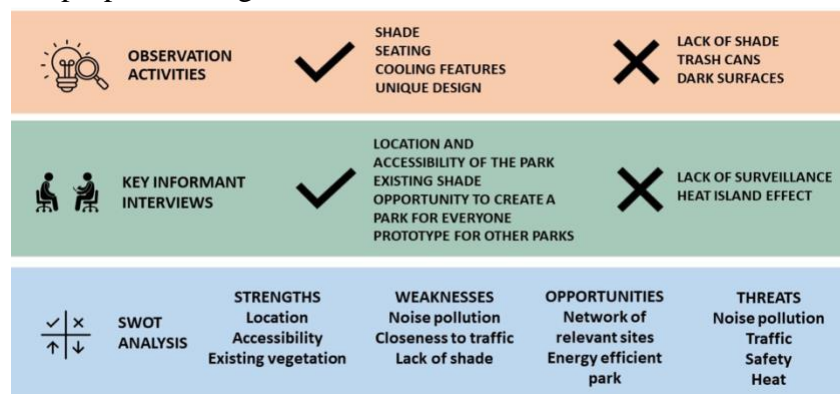 OBSERVATION
ACTIVITIES
SHADE
SEATING
COOLING FEATURES
UNIQUE DESIGN
LACK OF SHADE
TRASH CANS
DARK SURFACES
KEY INFORMANT
INTERVIEWS
LOCATION AND
ACCESSIBILITY OF THE PARK
EXISTING SHADE
OPPORTUNITY TO CREATE A
PARK FOR EVERYONE
PROTOTYPE FOR OTHER PARKS
LACK OF SURVEILLANCE
HEAT ISLAND EFFECT
SWOT
ANALYSIS
STRENGTHS
Location
Accessibility
Existing vegetation
WEAKNESSES
Noise pollution
Closeness to traffic
Lack of shade
OPPORTUNITIES
Network of
relevant sites
Energy efficient
park
THREATS
Noise pollution
Traffic
Safety
Heat